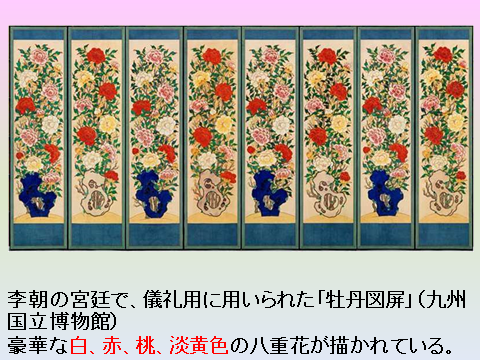 李朝の宮廷で、儀礼用に用いられた「牡丹図屏」（九州
国立博物館）
豪華な白、赤、桃、淡黄色の八重花が描かれている。